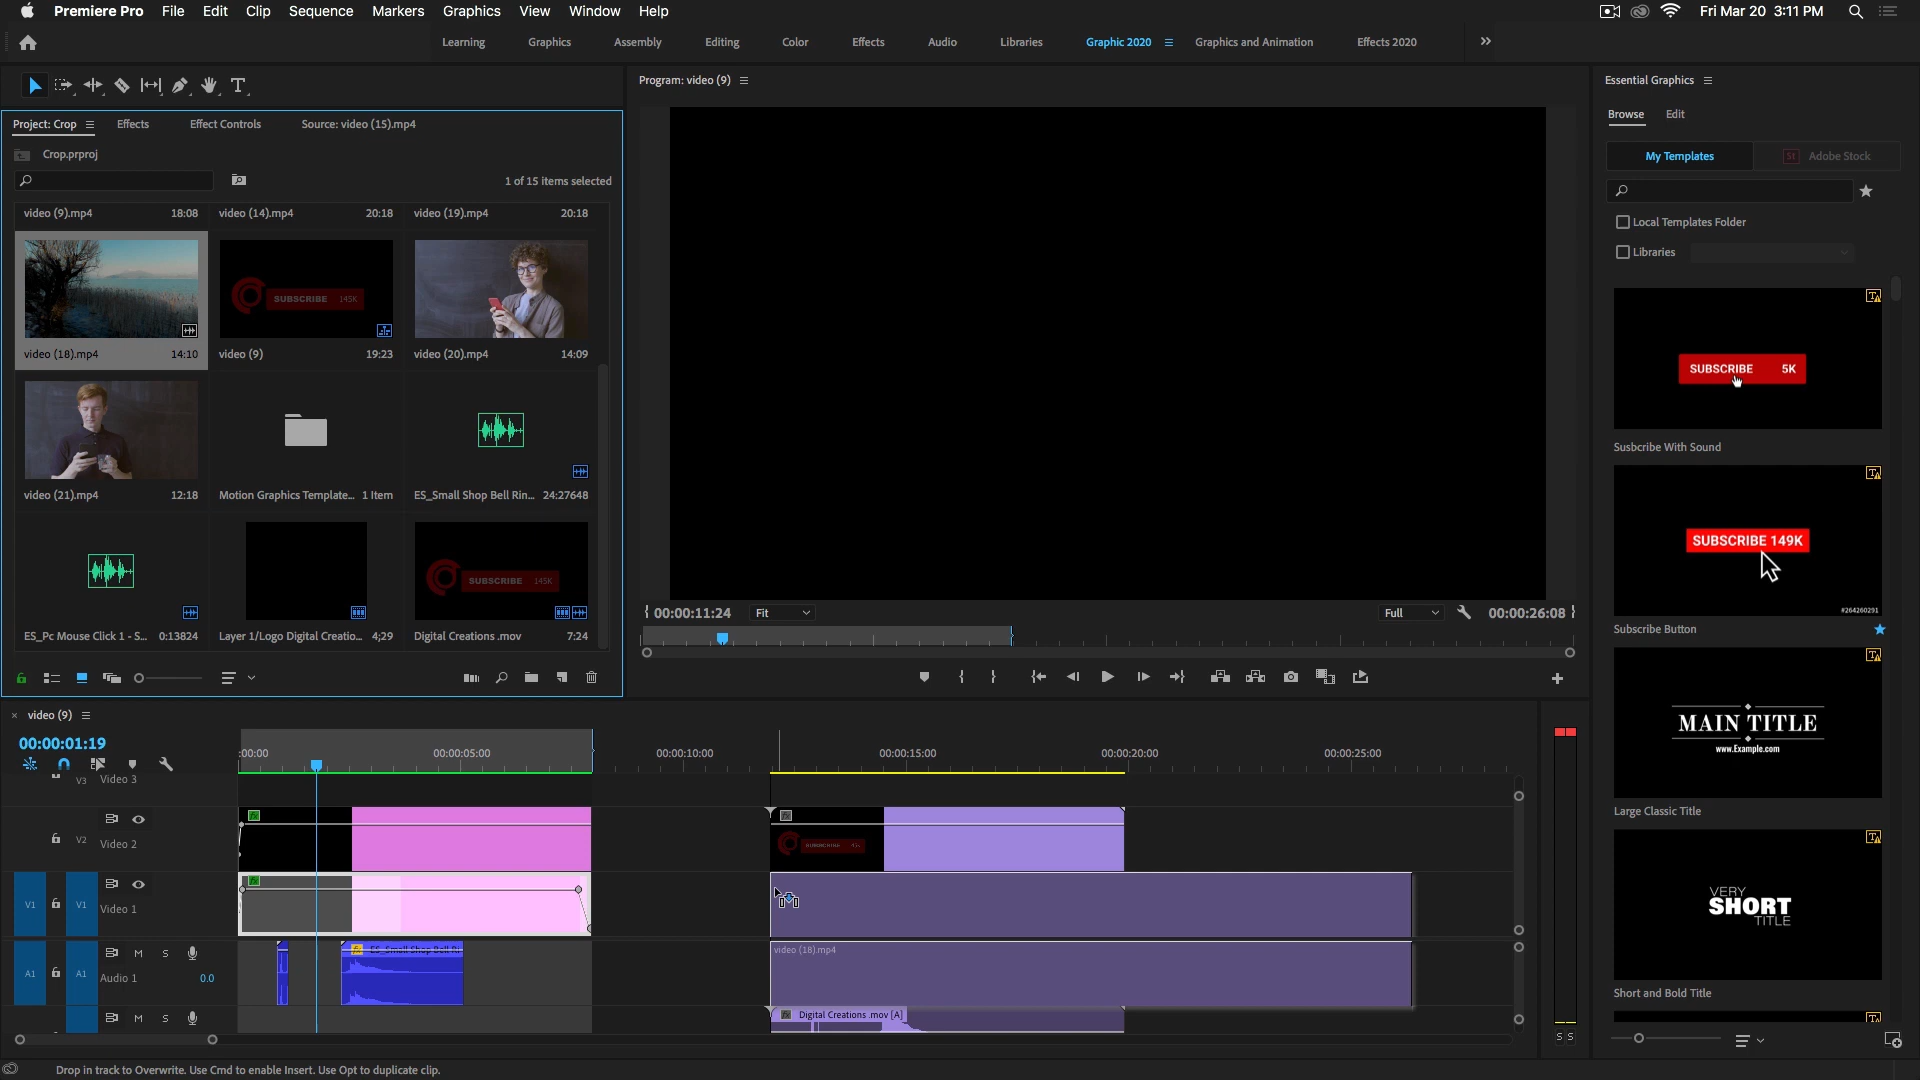 Premiere Pro File Edit Clip Sequence Markers Graphics View Window Help
Fri Mar 20 3:11 PM
Learning Graphics Assembly Editing Color Effects Audio Libraries Graphic 2020 Graphics and Animation Effects 2020
Program: video (9)
Essential Graphics
Browse Edit
My Templates
St Adobe Stock
Local Templates Folder
Libraries
SUBSCRIBE 5K
Susbcribe With Sound
SUBSCRIBE 149K
#264260291
Subscribe Button
MAIN TITLE
www.Example.com
Large Classic Title
VERY
SHORT
TITLE
Short and Bold Title
Project: Crop Effects Effect Controls Source: video (15).mp4
Crop.prproj
1 of 15 items selected
video (9).mp4 18:08 video (14).mp4 20:18 video (19).mp4 20:18
SUBSCRIBE 145K
video (18).mp4 14:10 video (9) 19:23 video (20).mp4 14:09
video (21).mp4 12:18 Motion Graphics Template... 1 Item ES_Small Shop Bell Rin... 24:27648
SUBSCRIBE 145K
ES_Pc Mouse Click 1 - S... 0:13824 Layer 1/Logo Digital Creatio... 4;29 Digital Creations .mov 7:24
00:00:11:24 Fit Full 00:00:26:08
video (9)
00:00:01:19
:00:00 00:00:05:00 00:00:10:00 00:00:15:00 00:00:20:00 00:00:25:00
V3 Video 3
V2 Video 2
SUBSCRIBE
V1 V1 Video 1
M S
A1 A1 Audio 1 0.0
ES_Small Shop Bell Ri
video (18).mp4
M S
Digital Creations .mov [A]
S S
Drop in track to Overwrite. Use Cmd to enable Insert. Use Opt to duplicate clip.